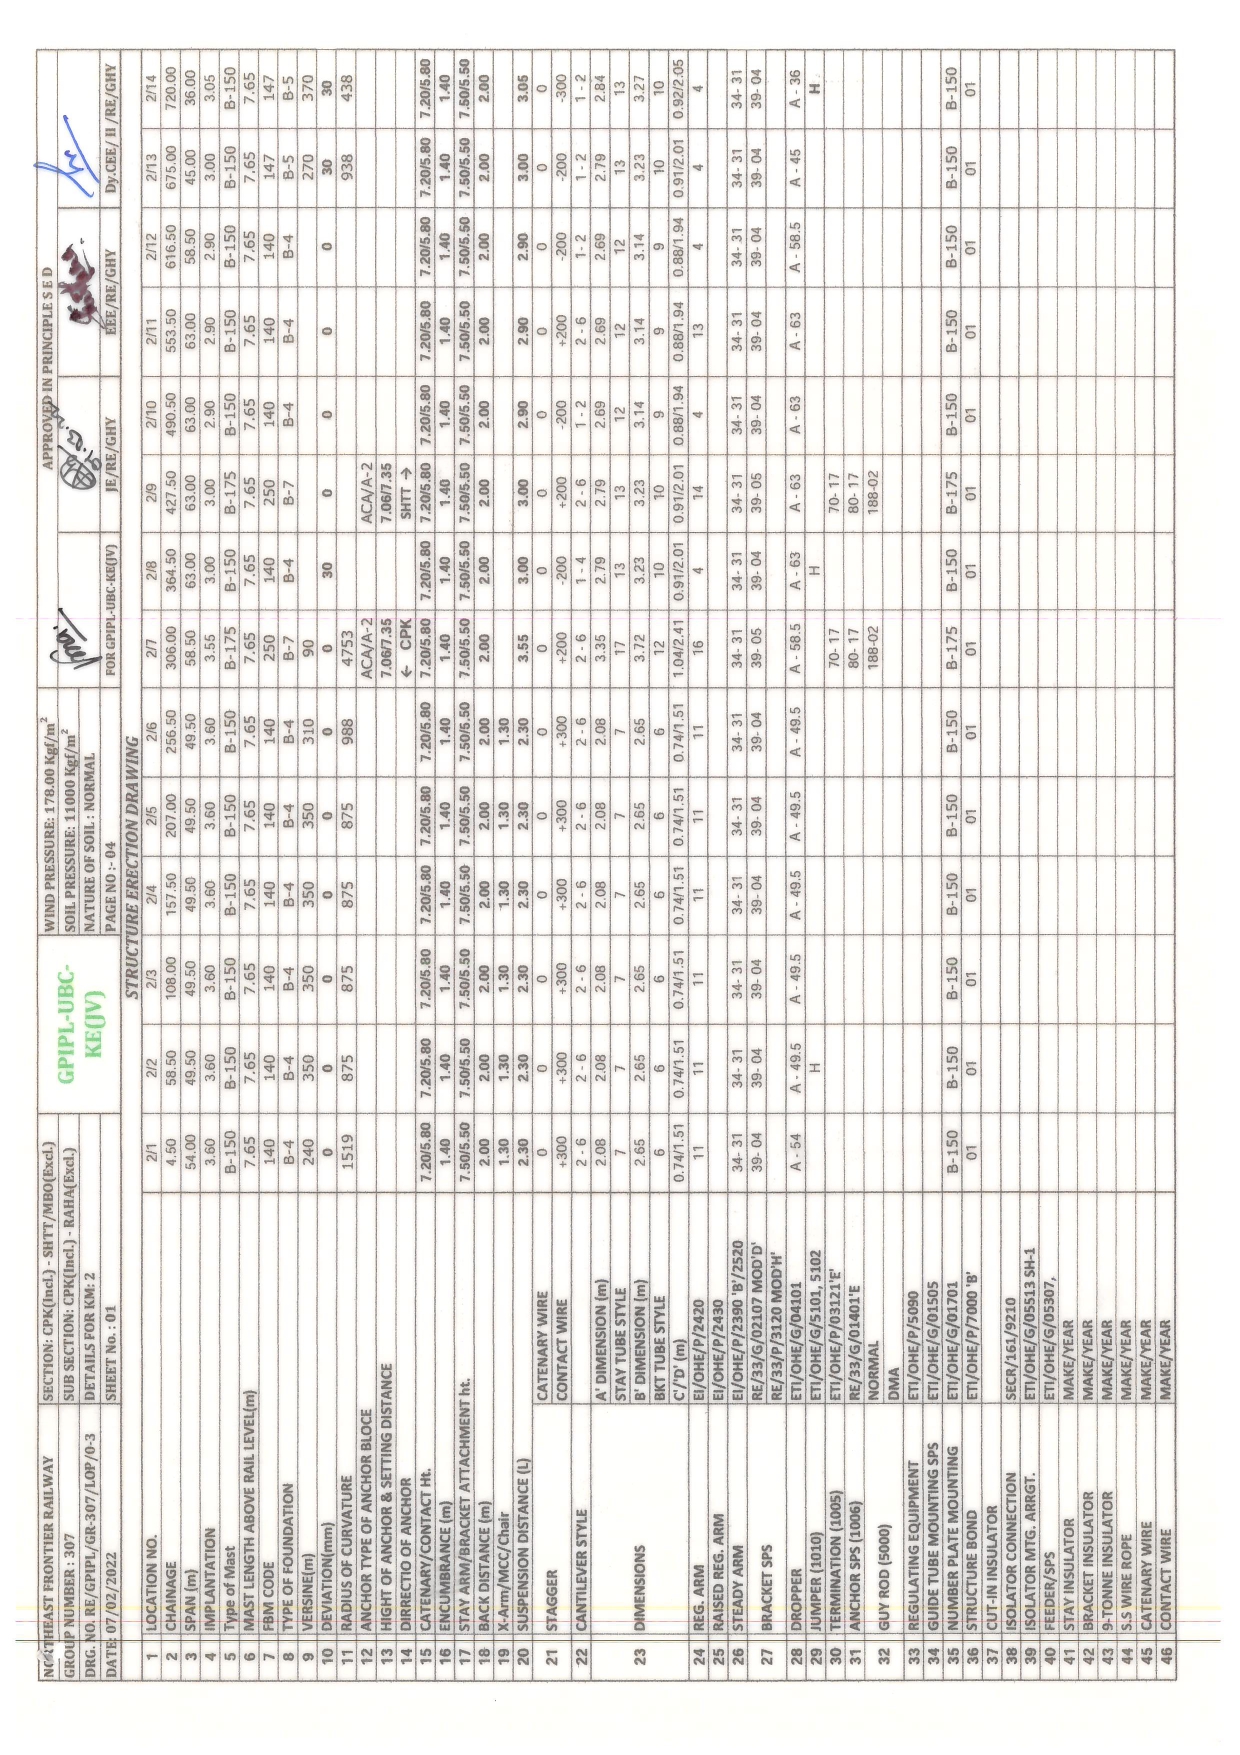 NORTHEAST FRONTIER RAILWAY | SECTION: CPK(Incl.) - SHTT/MBO(Excl.) | GPIPL-UBC- | WIND PRESSURE: 178.00 Kgf/m² | APPROVED IN PRINCIPLE S E D
GROUP NUMBER : 307 | SUB SECTION: CPK(Incl.) - RAHA(Excl.) | KE(JV) | SOIL PRESSURE: 11000 Kgf/m²
DRG. NO. RE/GPIPL/GR-307/LOP/0-3 | DETAILS FOR KM: 2 | NATURE OF SOIL : NORMAL
DATE: 07/02/2022 | SHEET No. : 01 | PAGE NO :- 04 | FOR GPIPL-UBC-KE(JV) | JE/RE/GHY | EEE/RE/GHY | Dy.CEE/ II /RE/GHY
STRUCTURE ERECTION DRAWING
1 LOCATION NO. 2/1 2/2 2/3 2/4 2/5 2/6 2/7 2/8 2/9 2/10 2/11 2/12 2/13 2/14
2 CHAINAGE 4.50 58.50 108.00 157.50 207.00 256.50 306.00 364.50 427.50 490.50 553.50 616.50 675.00 720.00
3 SPAN (m) 54.00 49.50 49.50 49.50 49.50 49.50 58.50 63.00 63.00 63.00 63.00 58.50 45.00 36.00
4 IMPLANTATION 3.60 3.60 3.60 3.60 3.60 3.60 3.55 3.00 3.00 2.90 2.90 2.90 3.00 3.05
5 Type of Mast B-150 B-150 B-150 B-150 B-150 B-150 B-175 B-150 B-175 B-150 B-150 B-150 B-150 B-150
6 MAST LENGTH ABOVE RAIL LEVEL(m) 7.65 7.65 7.65 7.65 7.65 7.65 7.65 7.65 7.65 7.65 7.65 7.65 7.65 7.65
7 FBM CODE 140 140 140 140 140 140 250 140 250 140 140 140 147 147
8 TYPE OF FOUNDATION B-4 B-4 B-4 B-4 B-4 B-4 B-7 B-4 B-7 B-4 B-4 B-4 B-5 B-5
9 VERSINE(m) 240 350 350 350 350 310 90 270 370
10 DEVIATION(mm) 0 0 0 0 0 0 0 30 0 0 0 0 30 30
11 RADIUS OF CURVATURE 1519 875 875 875 875 988 4753 938 438
12 ANCHOR TYPE OF ANCHOR BLOCE ACA/A-2 ACA/A-2
13 HIGHT OF ANCHOR & SETTING DISTANCE 7.06/7.35 7.06/7.35
14 DIRRECTIO OF ANCHOR ← CPK SHTT →
15 CATENARY/CONTACT Ht. 7.20/5.80 7.20/5.80 7.20/5.80 7.20/5.80 7.20/5.80 7.20/5.80 7.20/5.80 7.20/5.80 7.20/5.80 7.20/5.80 7.20/5.80 7.20/5.80 7.20/5.80 7.20/5.80
16 ENCUMBRANCE (m) 1.40 1.40 1.40 1.40 1.40 1.40 1.40 1.40 1.40 1.40 1.40 1.40 1.40 1.40
17 STAY ARM/BRACKET ATTACHMENT ht. 7.50/5.50 7.50/5.50 7.50/5.50 7.50/5.50 7.50/5.50 7.50/5.50 7.50/5.50 7.50/5.50 7.50/5.50 7.50/5.50 7.50/5.50 7.50/5.50 7.50/5.50 7.50/5.50
18 BACK DISTANCE (m) 2.00 2.00 2.00 2.00 2.00 2.00 2.00 2.00 2.00 2.00 2.00 2.00 2.00 2.00
19 X-Arm/MCC/Chair 1.30 1.30 1.30 1.30 1.30 1.30
20 SUSPENSION DISTANCE (L) 2.30 2.30 2.30 2.30 2.30 2.30 3.55 3.00 3.00 2.90 2.90 2.90 3.00 3.05
21 STAGGER CATENARY WIRE 0 0 0 0 0 0 0 0 0 0 0 0 0 0
CONTACT WIRE +300 +300 +300 +300 +300 +300 +200 -200 +200 -200 +200 -200 -200 -300
22 CANTILEVER STYLE 2 - 6 2 - 6 2 - 6 2 - 6 2 - 6 2 - 6 2 - 6 1 - 4 2 - 6 1 - 2 2 - 6 1- 2 1 - 2 1 - 2
23 DIMENSIONS A' DIMENSION (m) 2.08 2.08 2.08 2.08 2.08 2.08 3.35 2.79 2.79 2.69 2.69 2.69 2.79 2.84
STAY TUBE STYLE 7 7 7 7 7 7 17 13 13 12 12 12 13 13
B' DIMENSION (m) 2.65 2.65 2.65 2.65 2.65 2.65 3.72 3.23 3.23 3.14 3.14 3.14 3.23 3.27
BKT TUBE STYLE 6 6 6 6 6 6 12 10 10 9 9 9 10 10
C'/'D' (m) 0.74/1.51 0.74/1.51 0.74/1.51 0.74/1.51 0.74/1.51 0.74/1.51 1.04/2.41 0.91/2.01 0.91/2.01 0.88/1.94 0.88/1.94 0.88/1.94 0.91/2.01 0.92/2.05
24 REG. ARM EI/OHE/P/2420 11 11 11 11 11 11 16 4 14 4 13 4 4 4
25 RAISED REG. ARM EI/OHE/P/2430
26 STEADY ARM EI/OHE/P/2390 'B'/2520 34- 31 34- 31 34- 31 34- 31 34- 31 34- 31 34- 31 34- 31 34- 31 34- 31 34- 31 34- 31 34- 31 34- 31
27 BRACKET SPS RE/33/G/02107 MOD'D' 39- 04 39- 04 39- 04 39- 04 39- 04 39- 04 39- 05 39- 04 39- 05 39- 04 39- 04 39- 04 39- 04 39- 04
RE/33/P/3120 MOD'H'
28 DROPPER ETI/OHE/G/04101 A - 54 A - 49.5 A - 49.5 A - 49.5 A - 49.5 A - 49.5 A - 58.5 A - 63 A - 63 A - 63 A - 63 A - 58.5 A - 45 A - 36
29 JUMPER (1010) ETI/OHE/G/5101, 5102 H H H
30 TERMINATION (1005) ETI/OHE/P/03121'E' 70- 17 70- 17
31 ANCHOR SPS (1006) RE/33/G/01401'E 80- 17 80- 17
32 GUY ROD (5000) NORMAL 188-02 188-02
DMA
33 REGULATING EQUIPMENT ETI/OHE/P/5090
34 GUIDE TUBE MOUNTING SPS ETI/OHE/G/01505
35 NUMBER PLATE MOUNTING ETI/OHE/G/01701 B-150 B-150 B-150 B-150 B-150 B-150 B-175 B-150 B-175 B-150 B-150 B-150 B-150 B-150
36 STRUCTURE BOND ETI/OHE/P/7000 'B' 01 01 01 01 01 01 01 01 01 01 01 01 01 01
37 CUT-IN INSULATOR
38 ISOLATOR CONNECTION SECR/161/9210
39 ISOLATOR MTG. ARRGT. ETI/OHE/G/05513 SH-1
40 FEEDER/SPS ETI/OHE/G/05307,
41 STAY INSULATOR MAKE/YEAR
42 BRACKET INSULATOR MAKE/YEAR
43 9-TONNE INSULATOR MAKE/YEAR
44 S.S WIRE ROPE MAKE/YEAR
45 CATENARY WIRE MAKE/YEAR
46 CONTACT WIRE MAKE/YEAR